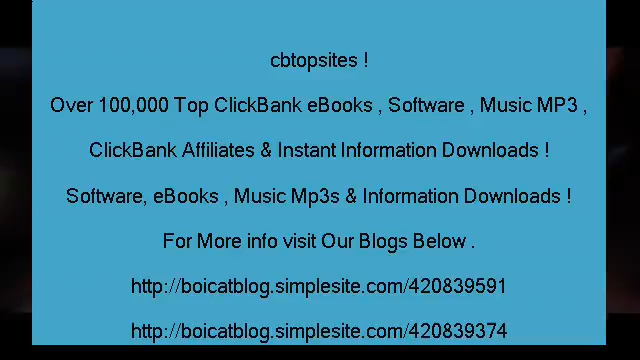 cbtopsites !
Over 100,000 Top ClickBank eBooks , Software , Music MP3 ,
ClickBank Affiliates & Instant Information Downloads !
Software, eBooks , Music Mp3s & Information Downloads !
For More info visit Our Blogs Below .
http://boicatblog.simplesite.com/420839591
http://boicatblog.simplesite.com/420839374